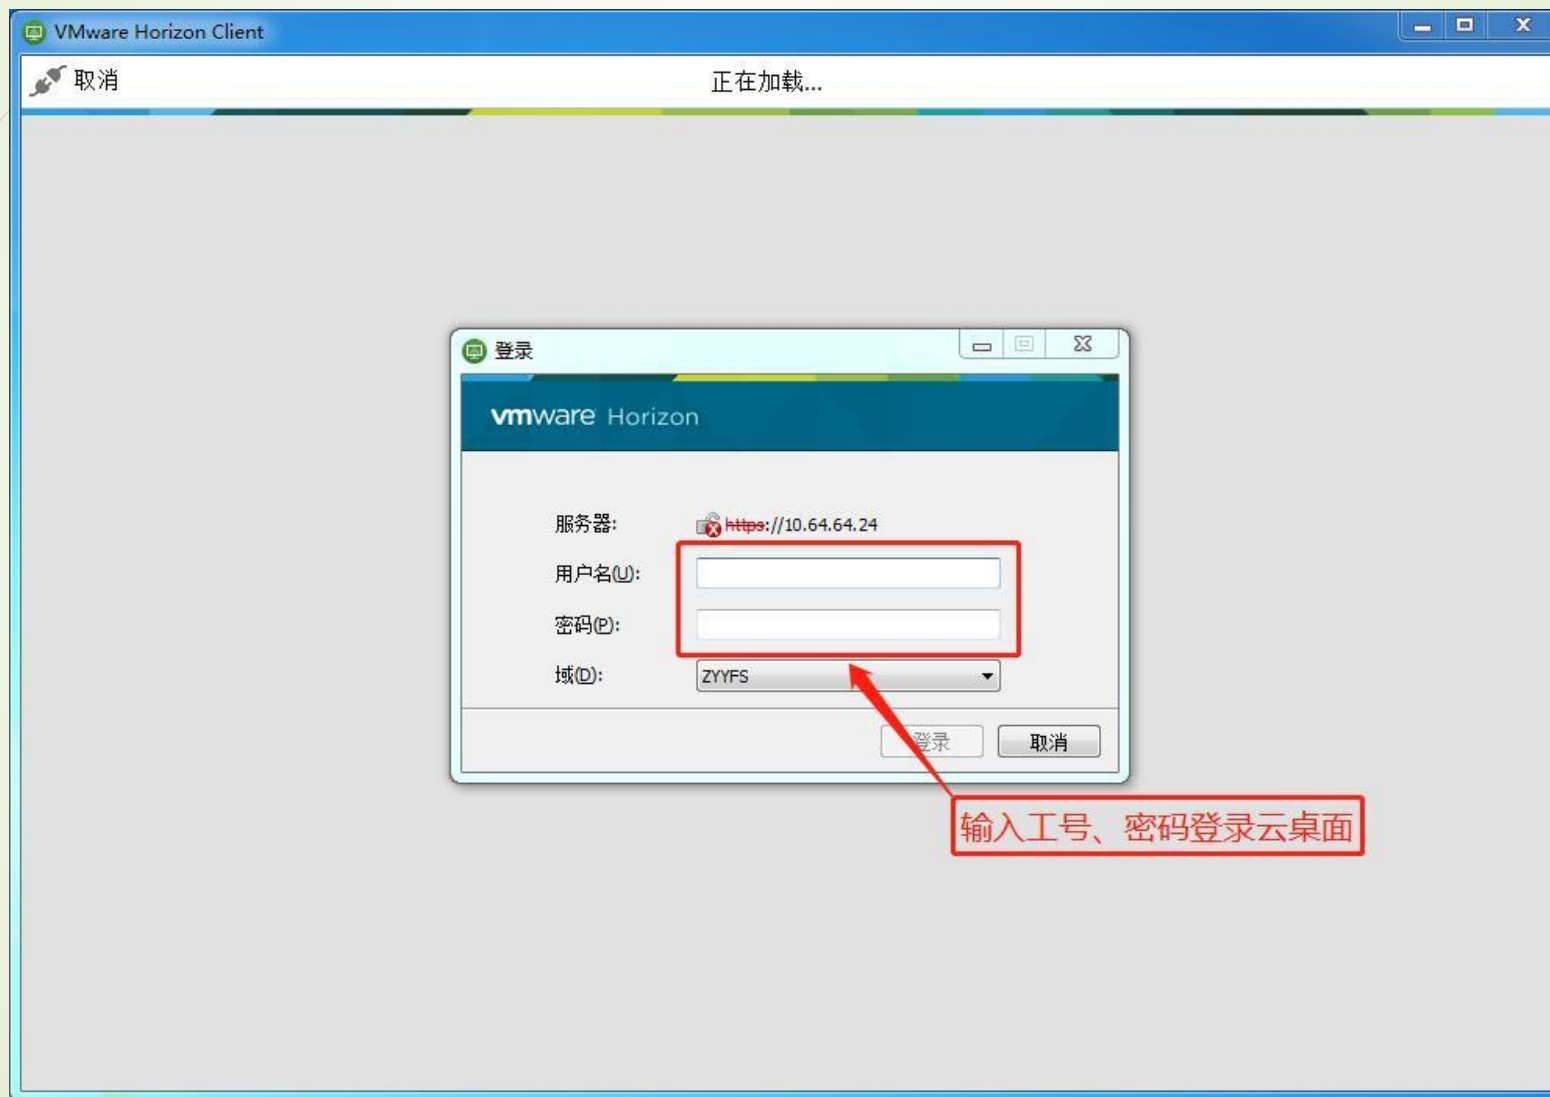 VMware Horizon Client
取消
正在加载...
登录
vmware Horizon
服务器: https://10.64.64.24
用户名(U):
密码(P):
域(D): ZYYFS
登录 取消
输入工号、密码登录云桌面